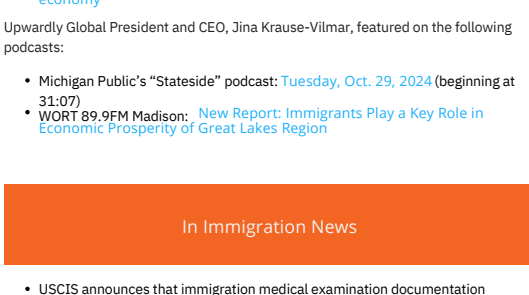 economy
Upwardly Global President and CEO, Jina Krause-Vilmar, featured on the following
podcasts:
• Michigan Public’s “Stateside” podcast: Tuesday, Oct. 29, 2024 (beginning at
31:07)
• WORT 89.9FM Madison: New Report: Immigrants Play a Key Role in
Economic Prosperity of Great Lakes Region
In Immigration News
• USCIS announces that immigration medical examination documentation